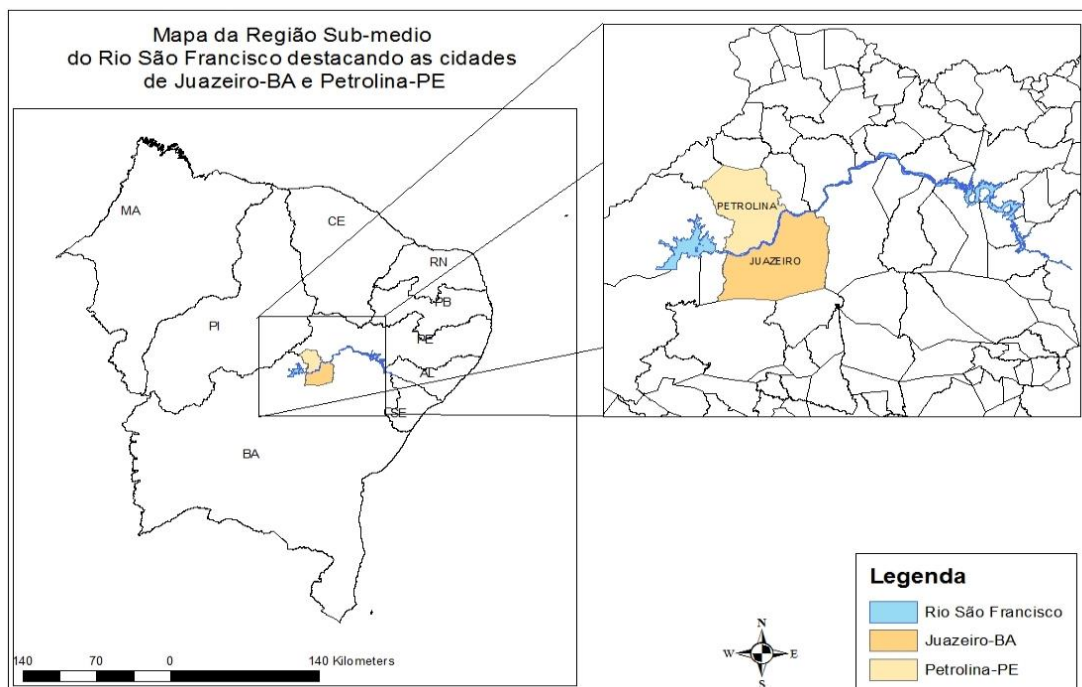 Mapa da Região Sub-medio
do Rio São Francisco destacando as cidades
de Juazeiro-BA e Petrolina-PE
MA
CE
RN
PB
PI
PE
AL
SE
BA
PETROLINA
JUAZEIRO
140 70 0 140 Kilometers
N
W E
S
Legenda
Rio São Francisco
Juazeiro-BA
Petrolina-PE